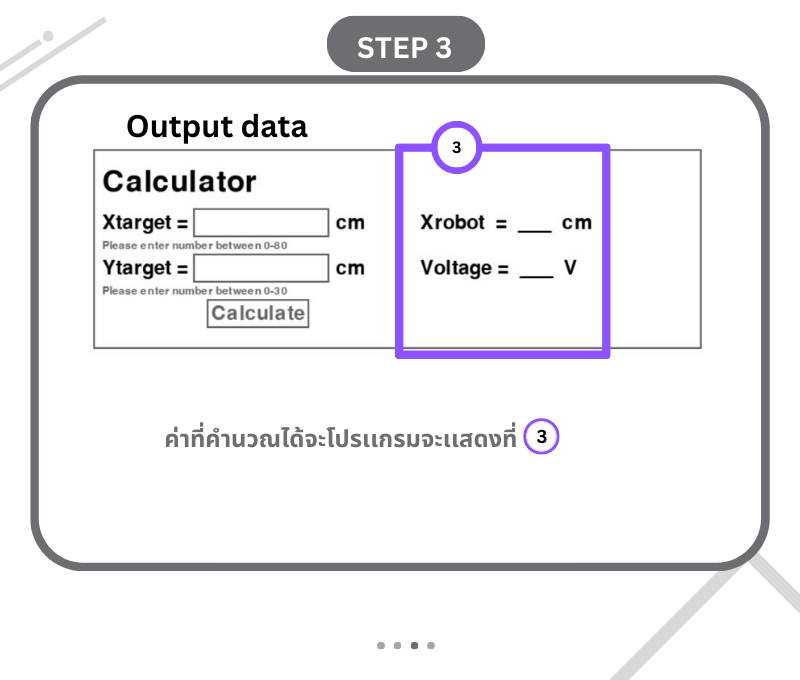 STEP 3
Output data
3
Calculator
Xtarget = cm
Please enter number between 0-80
Ytarget = cm
Please enter number between 0-30
Calculate
Xrobot = ___ cm
Voltage = ___ V
ค่าที่คำนวณได้จะโปรแกรมจะแสดงที่ 3